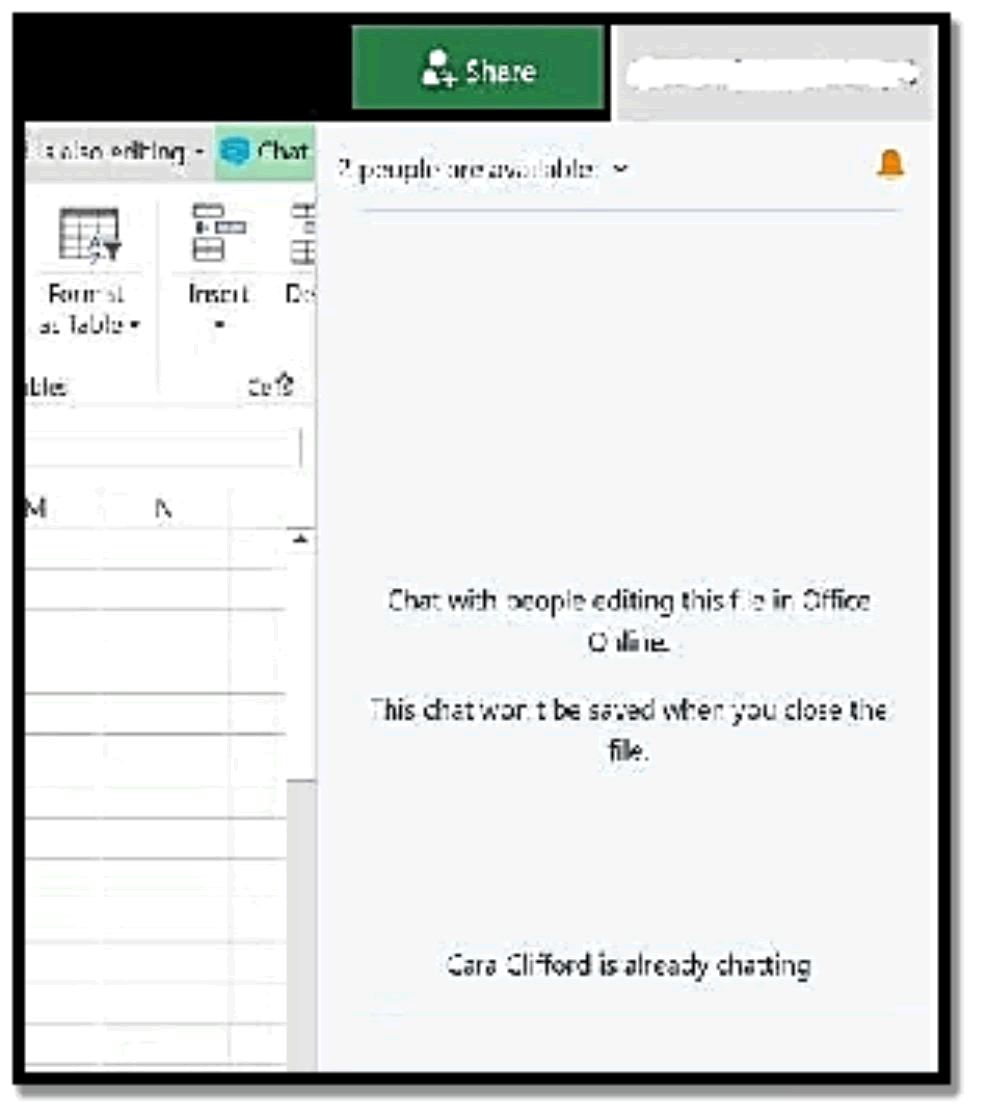 Share
is also editing
Chat
2 people are available:
Format
as Table
Insert
De
bles
Cells
M
N
Chat with people editing this file in Office
Online.
This chat won't be saved when you close the
file.
Cara Clifford is already chatting